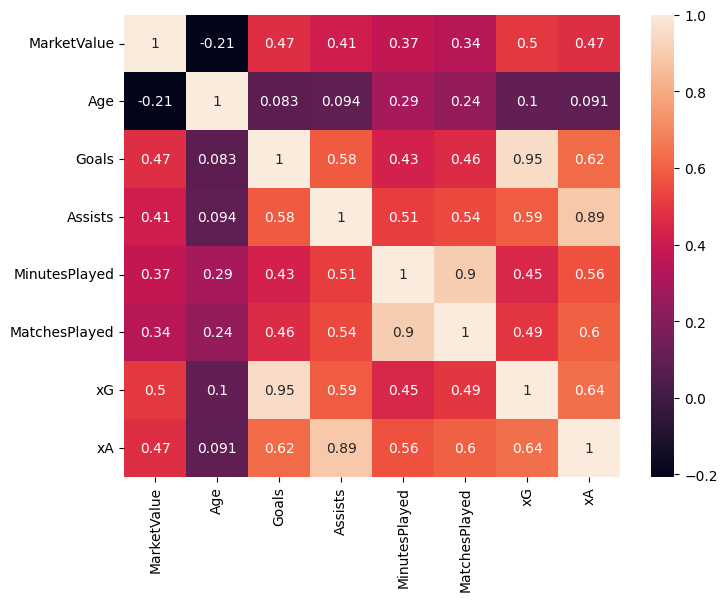 MarketValue 1 -0.21 0.47 0.41 0.37 0.34 0.5 0.47
Age -0.21 1 0.083 0.094 0.29 0.24 0.1 0.091
Goals 0.47 0.083 1 0.58 0.43 0.46 0.95 0.62
Assists 0.41 0.094 0.58 1 0.51 0.54 0.59 0.89
MinutesPlayed 0.37 0.29 0.43 0.51 1 0.9 0.45 0.56
MatchesPlayed 0.34 0.24 0.46 0.54 0.9 1 0.49 0.6
xG 0.5 0.1 0.95 0.59 0.45 0.49 1 0.64
xA 0.47 0.091 0.62 0.89 0.56 0.6 0.64 1
MarketValue
Age
Goals
Assists
MinutesPlayed
MatchesPlayed
xG
xA
1.0
0.8
0.6
0.4
0.2
0.0
−0.2